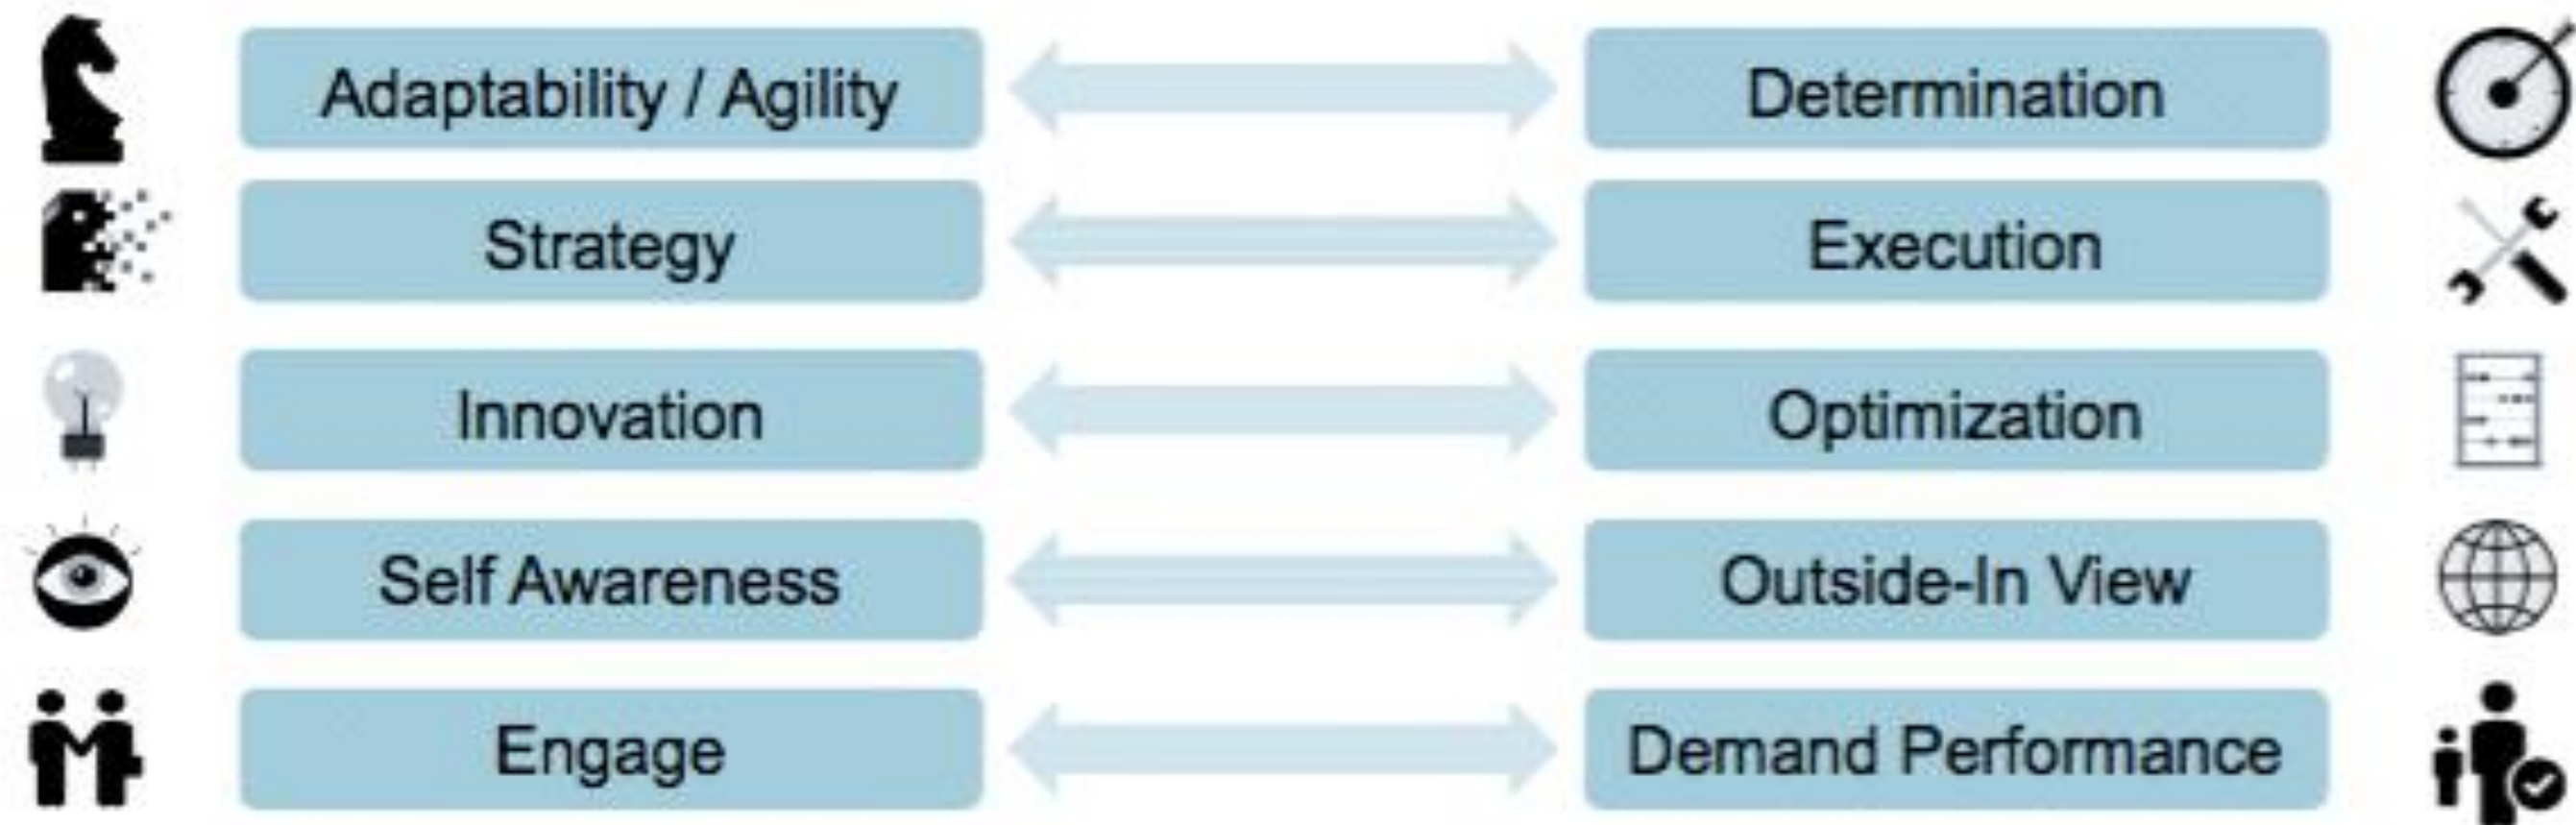 Adaptability / Agility
Determination
Strategy
Execution
Innovation
Optimization
Self Awareness
Outside-In View
Engage
Demand Performance